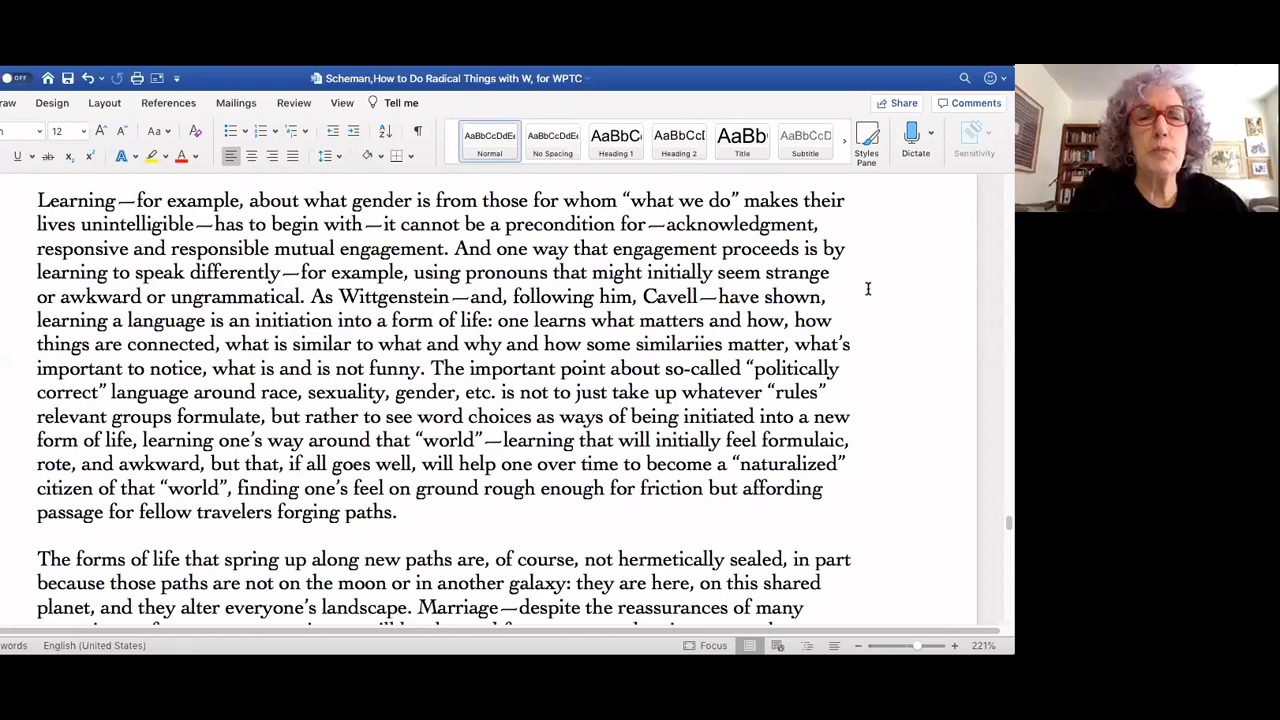 OFF
Scheman,How to Do Radical Things with W, for WPTC
raw Design Layout References Mailings Review View Tell me Share Comments
12 Aa
AaBbCcDdEe AaBbCcDdEe AaBbC AaBbCcD AaBb AaBbCcD
Normal No Spacing Heading 1 Heading 2 Title Subtitle Styles Pane Dictate Sensitivity
Learning—for example, about what gender is from those for whom “what we do” makes their
lives unintelligible—has to begin with—it cannot be a precondition for—acknowledgment,
responsive and responsible mutual engagement. And one way that engagement proceeds is by
learning to speak differently—for example, using pronouns that might initially seem strange
or awkward or ungrammatical. As Wittgenstein—and, following him, Cavell—have shown,
learning a language is an initiation into a form of life: one learns what matters and how, how
things are connected, what is similar to what and why and how some similariies matter, what’s
important to notice, what is and is not funny. The important point about so-called “politically
correct” language around race, sexuality, gender, etc. is not to just take up whatever “rules”
relevant groups formulate, but rather to see word choices as ways of being initiated into a new
form of life, learning one’s way around that “world”—learning that will initially feel formulaic,
rote, and awkward, but that, if all goes well, will help one over time to become a “naturalized”
citizen of that “world”, finding one’s feel on ground rough enough for friction but affording
passage for fellow travelers forging paths.
The forms of life that spring up along new paths are, of course, not hermetically sealed, in part
because those paths are not on the moon or in another galaxy: they are here, on this shared
planet, and they alter everyone’s landscape. Marriage—despite the reassurances of many
words English (United States) Focus 221%